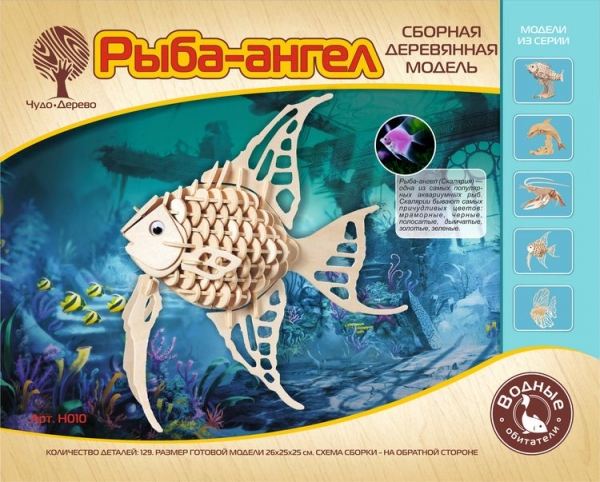 Рыба-ангел
СБОРНАЯ
ДЕРЕВЯННАЯ
МОДЕЛЬ
МОДЕЛИ
ИЗ СЕРИИ
Чудо-Дерево
Рыба-ангел (Скалярия) —
одна из самых популяр-
ных аквариумных рыб.
Скалярии бывают самых
причудливых цветов:
мраморные, черные,
полосатые, дымчатые,
золотые, зеленые.
Арт. Н010
Водные
обитатели
КОЛИЧЕСТВО ДЕТАЛЕЙ: 129. РАЗМЕР ГОТОВОЙ МОДЕЛИ 26х25х25 см. СХЕМА СБОРКИ - НА ОБРАТНОЙ СТОРОНЕ